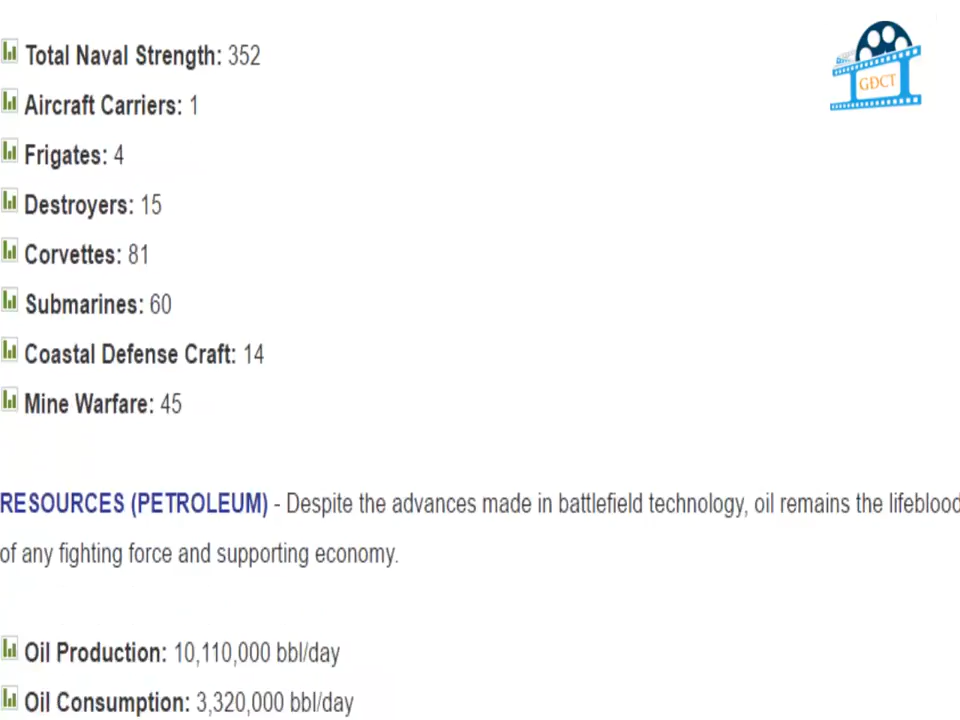 GDCT
Total Naval Strength: 352
Aircraft Carriers: 1
Frigates: 4
Destroyers: 15
Corvettes: 81
Submarines: 60
Coastal Defense Craft: 14
Mine Warfare: 45
RESOURCES (PETROLEUM) - Despite the advances made in battlefield technology, oil remains the lifeblood
of any fighting force and supporting economy.
Oil Production: 10,110,000 bbl/day
Oil Consumption: 3,320,000 bbl/day